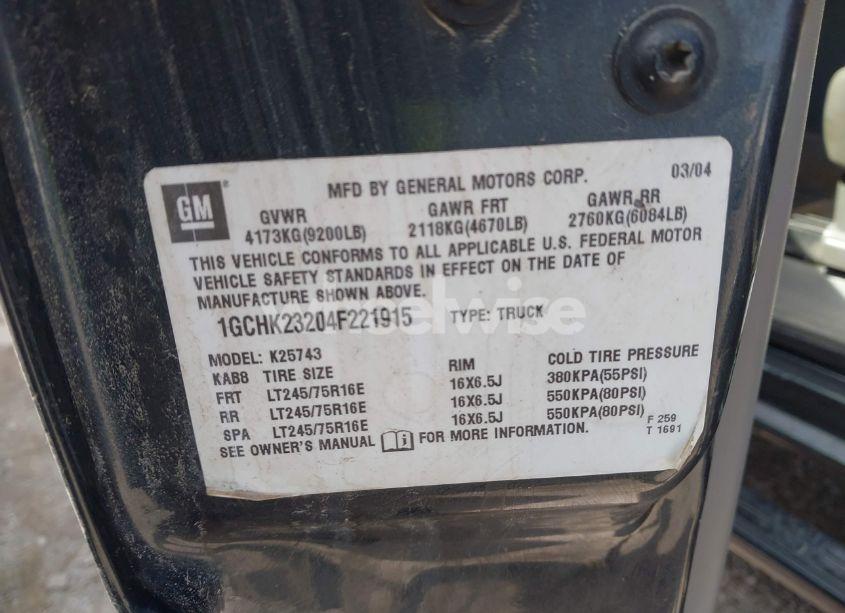 GM
MFD BY GENERAL MOTORS CORP. 03/04
GVWR GAWR FRT GAWR RR
4173KG(9200LB) 2118KG(4670LB) 2760KG(6084LB)
THIS VEHICLE CONFORMS TO ALL APPLICABLE U.S. FEDERAL MOTOR
VEHICLE SAFETY STANDARDS IN EFFECT ON THE DATE OF
MANUFACTURE SHOWN ABOVE.
1GCHK23204F221915 TYPE: TRUCK
MODEL: K25743
KAB8 TIRE SIZE RIM COLD TIRE PRESSURE
FRT LT245/75R16E 16X6.5J 380KPA(55PSI)
RR LT245/75R16E 16X6.5J 550KPA(80PSI)
SPA LT245/75R16E 16X6.5J 550KPA(80PSI)
SEE OWNER'S MANUAL FOR MORE INFORMATION.
F 259
T 1691